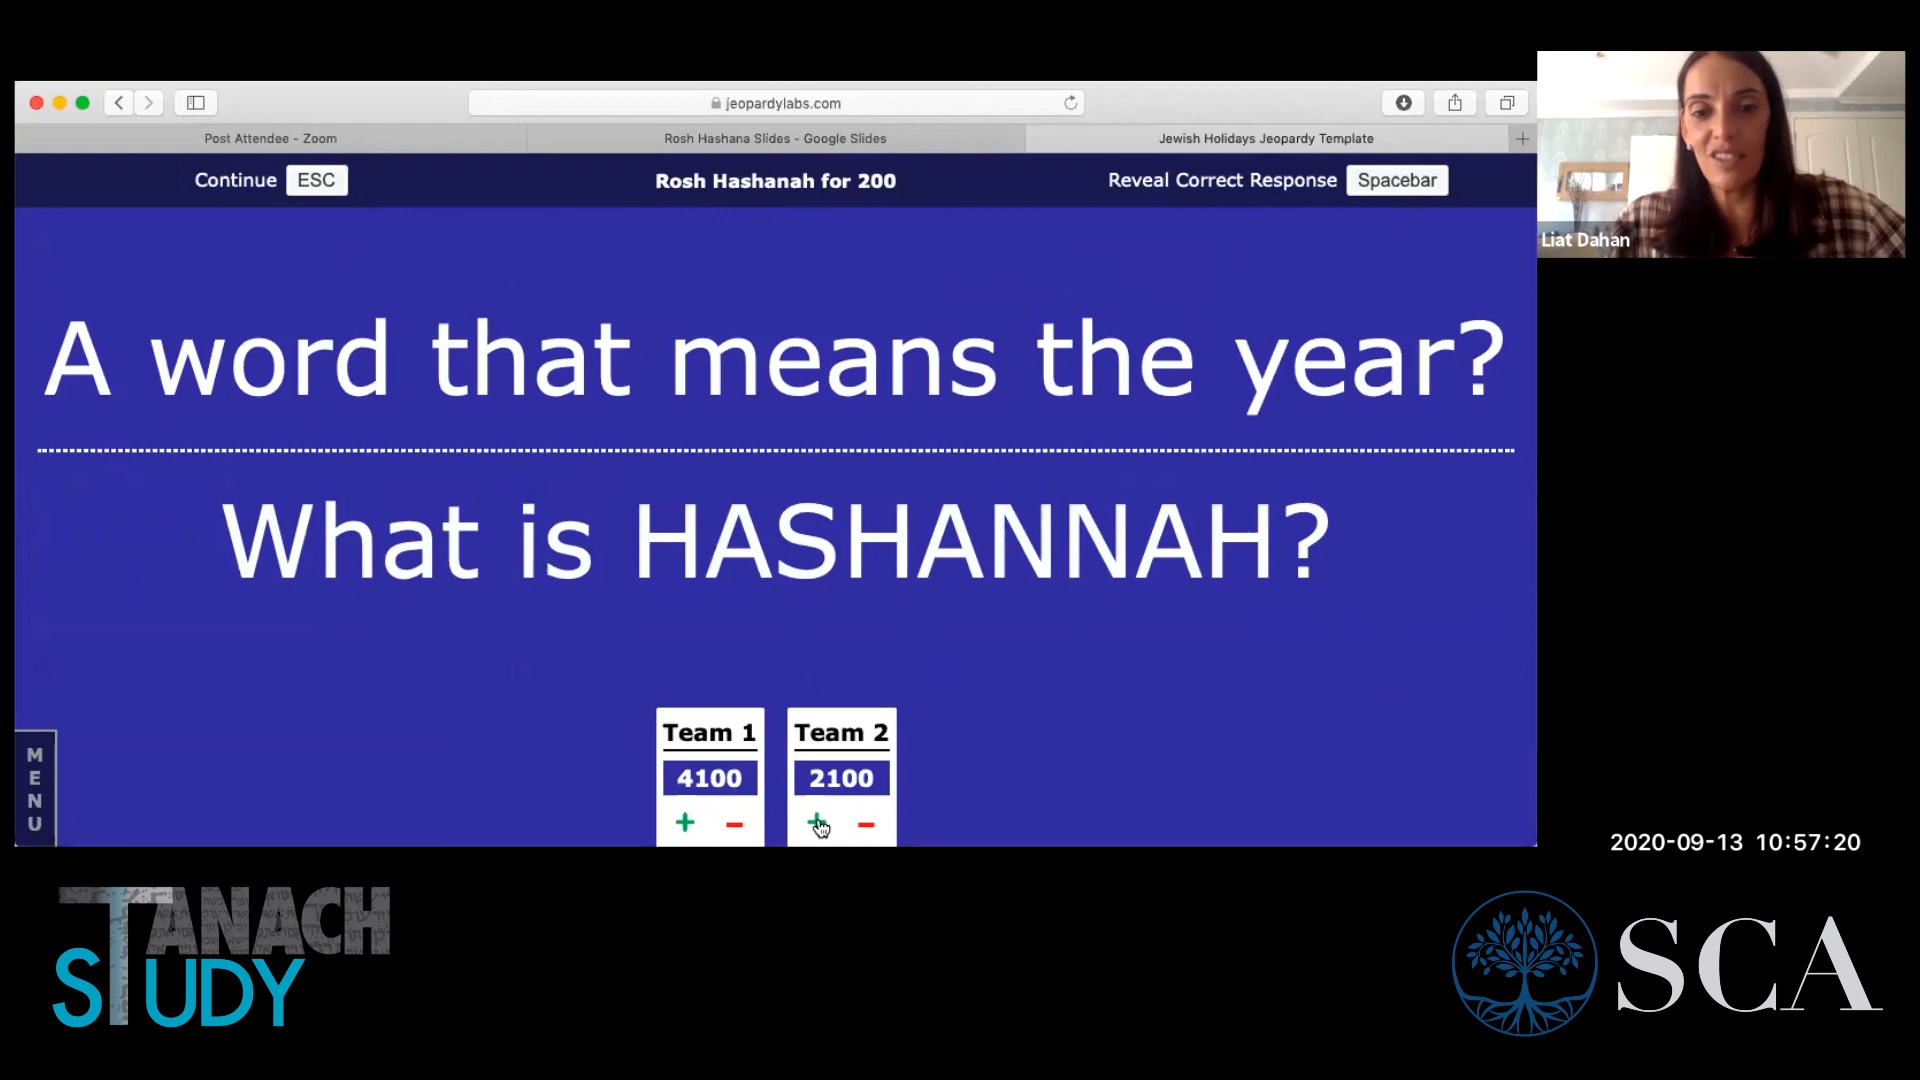 jeopardylabs.com
Post Attendee - Zoom
Rosh Hashana Slides - Google Slides
Jewish Holidays Jeopardy Template
Continue ESC
Rosh Hashanah for 200
Reveal Correct Response Spacebar
Liat Dahan
A word that means the year?
What is HASHANNAH?
MENU
Team 1
4100
+ -
Team 2
2100
+ -
2020-09-13 10:57:20
TANACH
STUDY
SCA